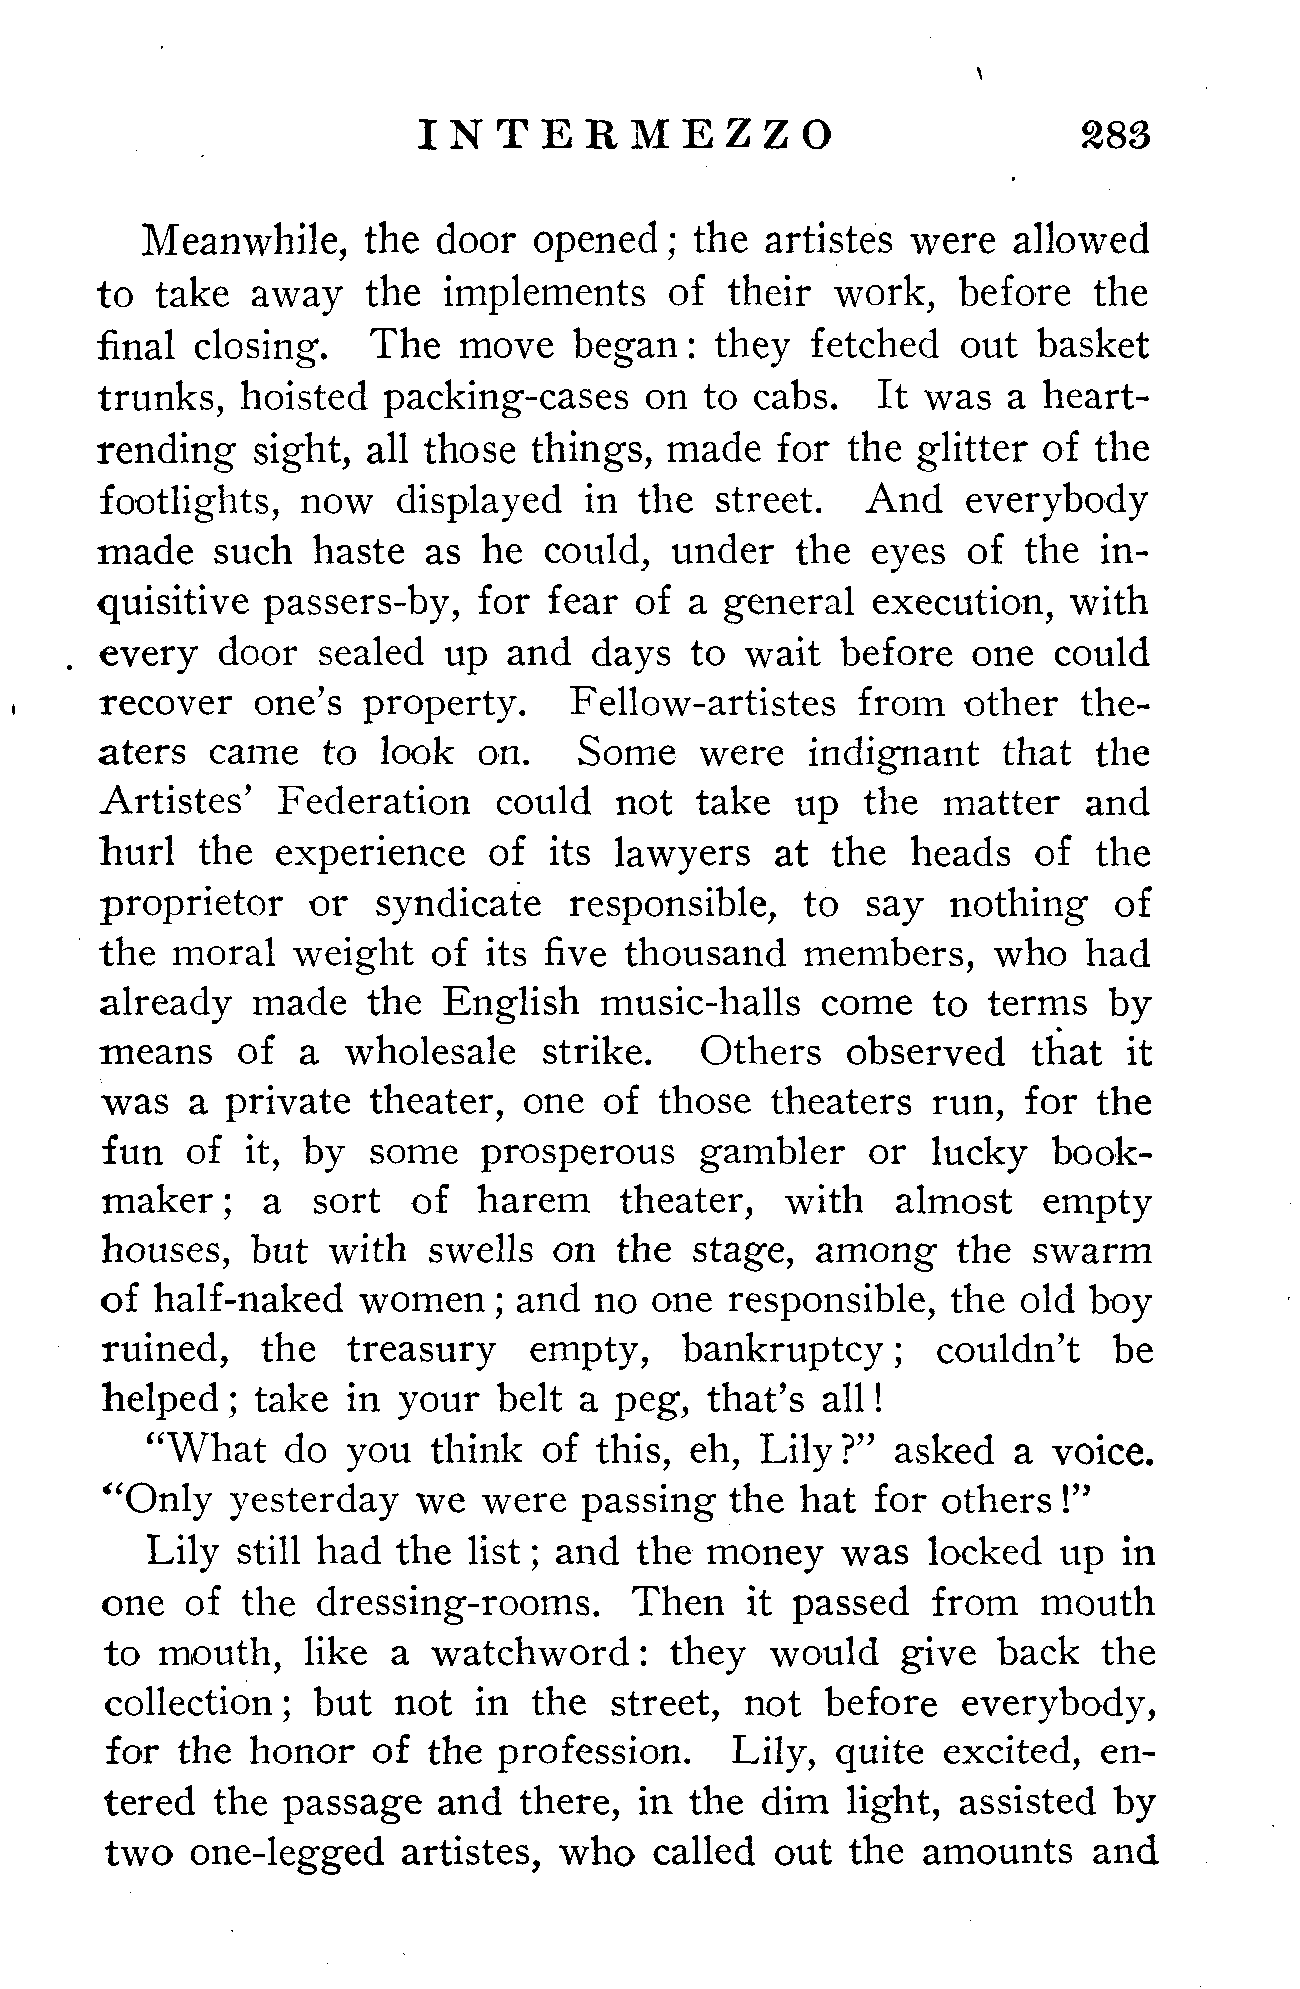 INTERMEZZO 283
Meanwhile, the door opened; the artistes were allowed
to take away the implements of their work, before the
final closing. The move began: they fetched out basket
trunks, hoisted packing-cases on to cabs. It was a heart-
rending sight, all those things, made for the glitter of the
footlights, now displayed in the street. And everybody
made such haste as he could, under the eyes of the in-
quisitive passers-by, for fear of a general execution, with
every door sealed up and days to wait before one could
recover one's property. Fellow-artistes from other the-
aters came to look on. Some were indignant that the
Artistes' Federation could not take up the matter and
hurl the experience of its lawyers at the heads of the
proprietor or syndicate responsible, to say nothing of
the moral weight of its five thousand members, who had
already made the English music-halls come to terms by
means of a wholesale strike. Others observed that it
was a private theater, one of those theaters run, for the
fun of it, by some prosperous gambler or lucky book-
maker; a sort of harem theater, with almost empty
houses, but with swells on the stage, among the swarm
of half-naked women; and no one responsible, the old boy
ruined, the treasury empty, bankruptcy; couldn't be
helped; take in your belt a peg, that's all!
"What do you think of this, eh, Lily?" asked a voice.
"Only yesterday we were passing the hat for others!"
Lily still had the list; and the money was locked up in
one of the dressing-rooms. Then it passed from mouth
to mouth, like a watchword: they would give back the
collection; but not in the street, not before everybody,
for the honor of the profession. Lily, quite excited, en-
tered the passage and there, in the dim light, assisted by
two one-legged artistes, who called out the amounts and